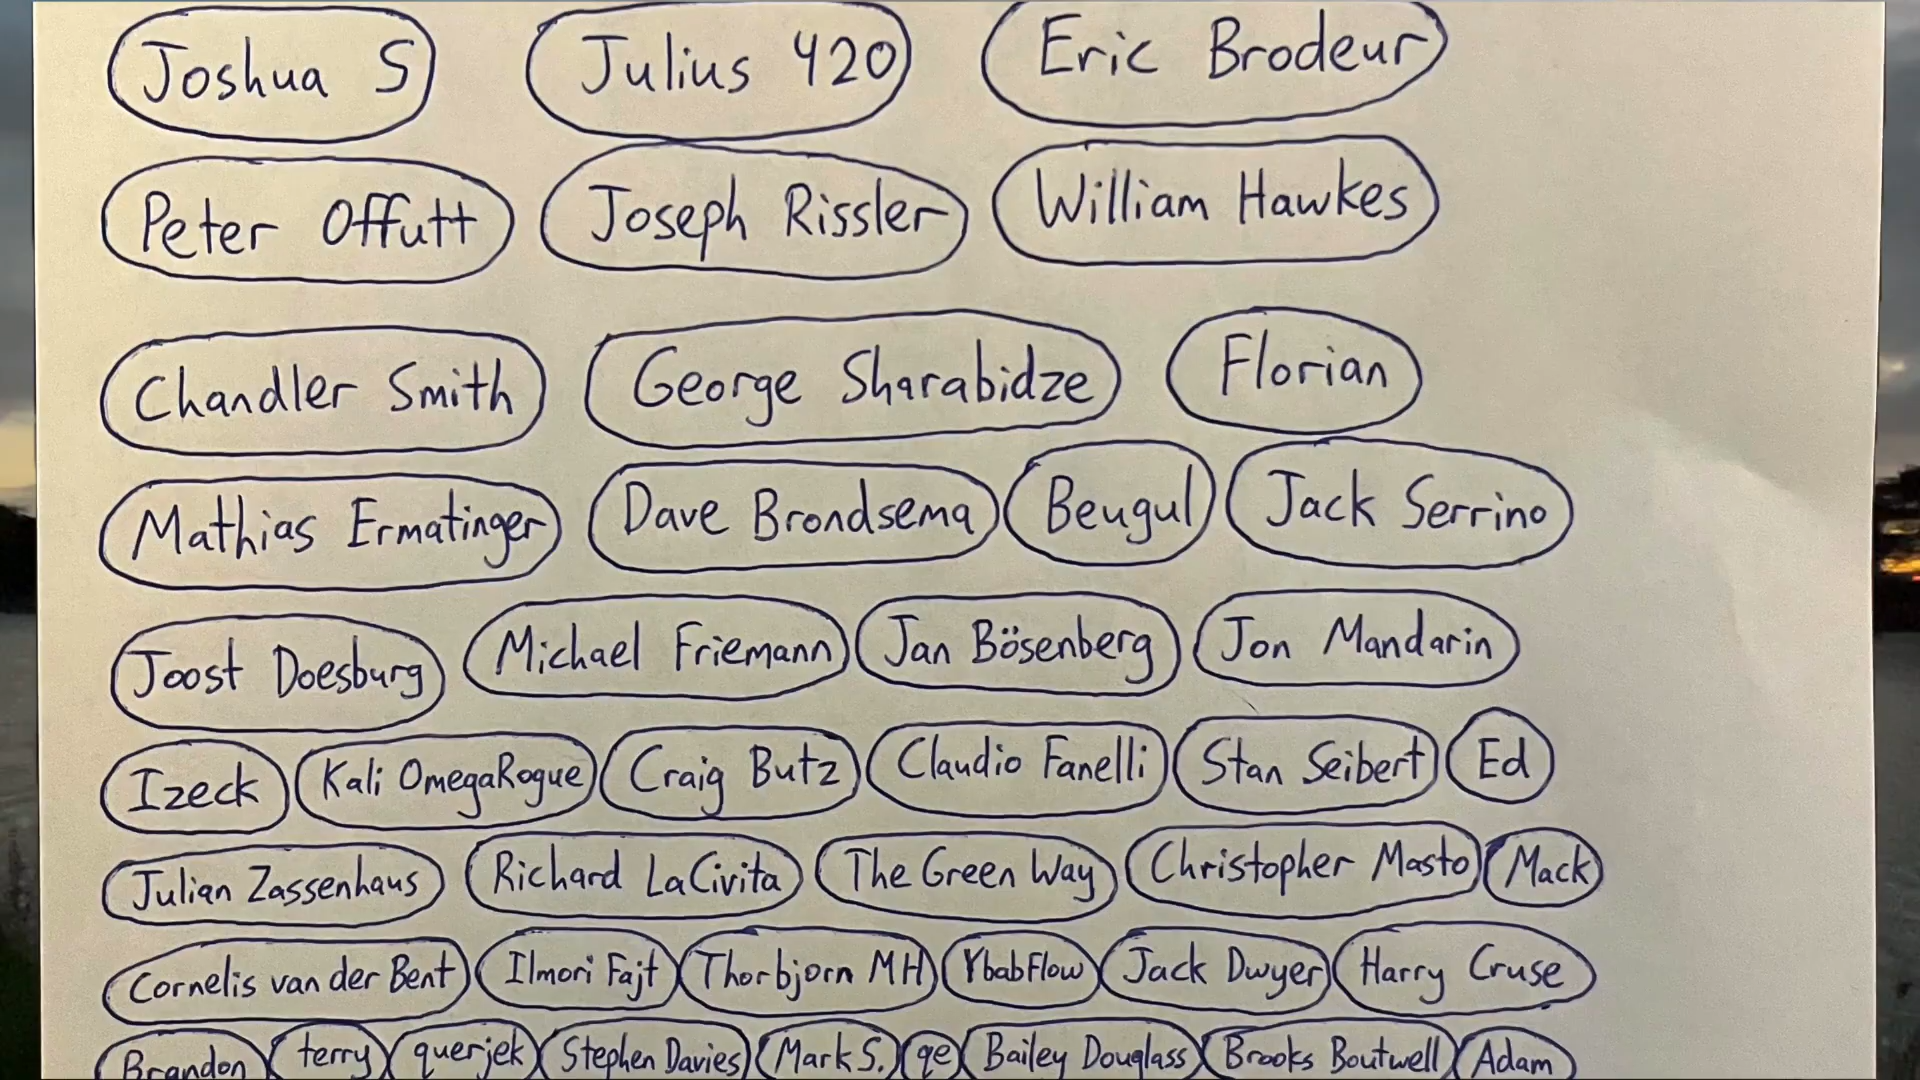 Joshua S Julius 420 Eric Brodeur
Peter Offutt Joseph Rissler William Hawkes
Chandler Smith George Sharabidze Florian
Mathias Ermatinger Dave Brondsema Beugul Jack Serrino
Joost Doesburg Michael Friemann Jan Bösenberg Jon Mandarin
Izeck Kali OmegaRogue Craig Butz Claudio Fanelli Stan Seibert Ed
Julian Zassenhaus Richard LaCivita The Green Way Christopher Masto Mack
Cornelis van der Bent Ilmori Fajt Thorbjorn MH YbabFlow Jack Dwyer Harry Cruse
Brandon terry querjek Stephen Davies Mark S. qe Bailey Douglass Brooks Boutwell Adam